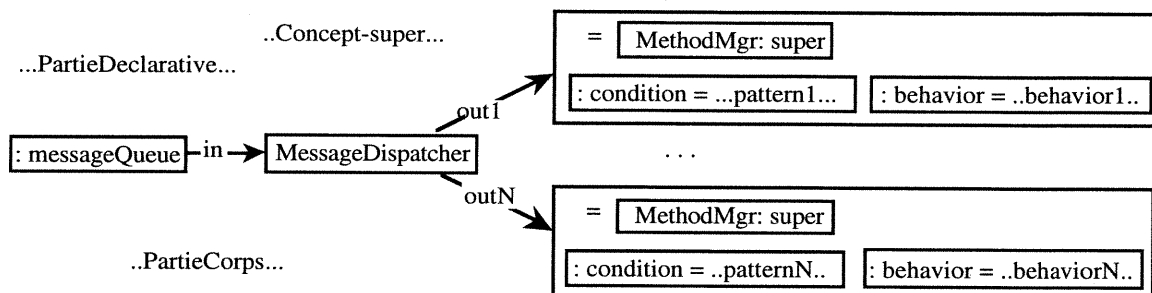 ..Concept-super...
...PartieDeclarative...
= MethodMgr: super
: condition = ...pattern1... : behavior = ..behavior1..
out1
: messageQueue in MessageDispatcher
. . .
outN
= MethodMgr: super
: condition = ..patternN.. : behavior = ..behaviorN..
..PartieCorps...